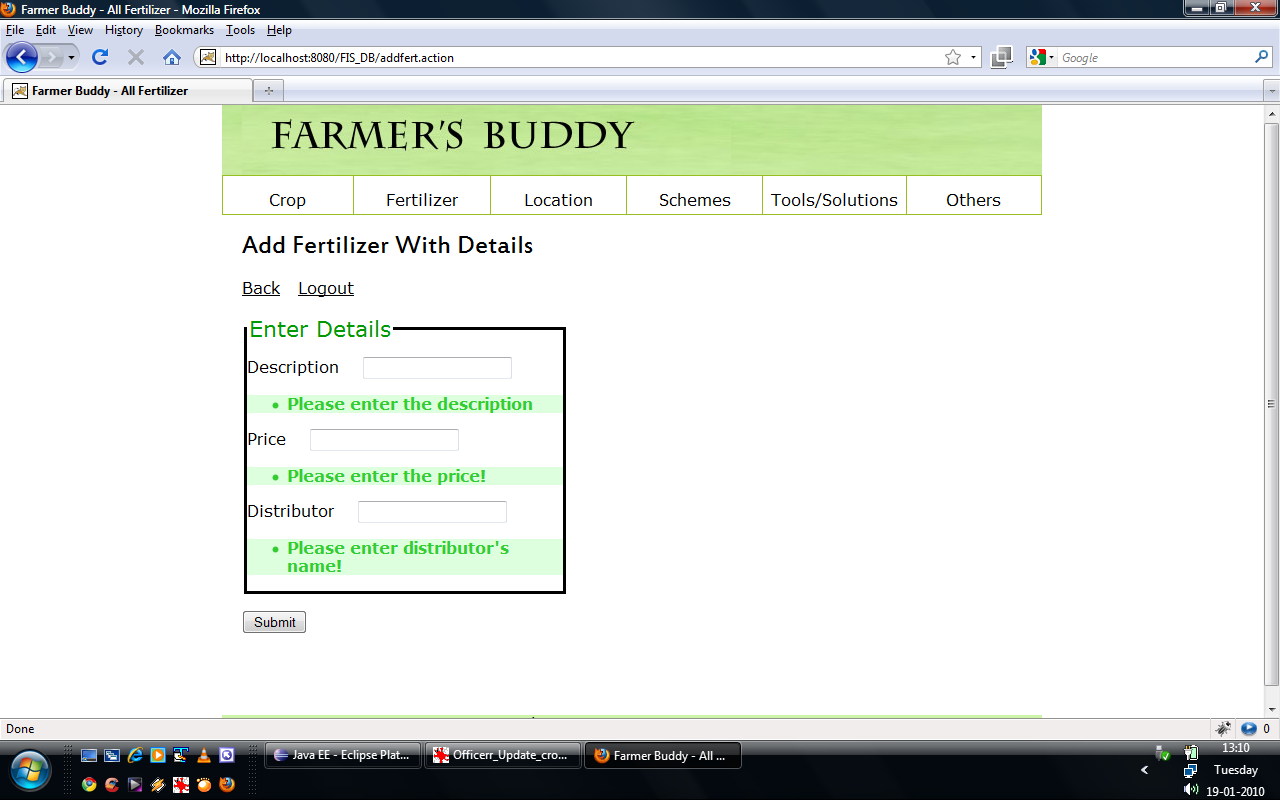 Farmer Buddy - All Fertilizer - Mozilla Firefox
File Edit View History Bookmarks Tools Help
http://localhost:8080/FIS_DB/addfert.action
Google
Farmer Buddy - All Fertilizer
FARMER'S BUDDY
Crop Fertilizer Location Schemes Tools/Solutions Others
Add Fertilizer With Details
Back Logout
Enter Details
Description
• Please enter the description
Price
• Please enter the price!
Distributor
• Please enter distributor's
name!
Submit
Done
0
Java EE - Eclipse Plat... Officerr_Update_cro... Farmer Buddy - All ...
13:10
Tuesday
19-01-2010